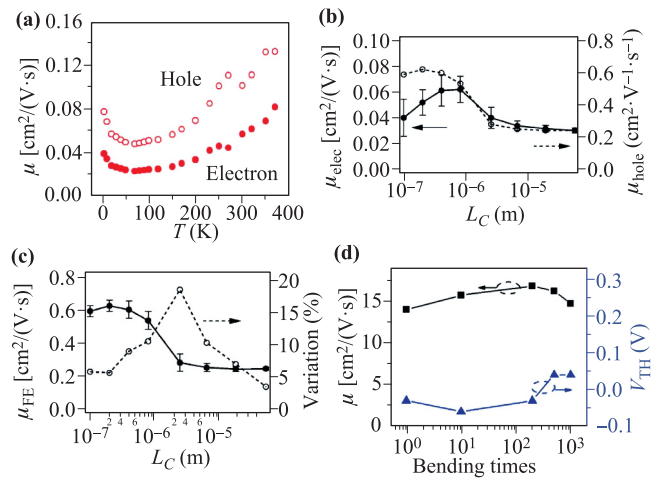 (a)
0.16
0.12
0.08
0.04
0.00
μ [cm²/(V·s)]
Hole
Electron
0 100 200 300 400
T (K)
(b)
0.10
0.08
0.06
0.04
0.02
0.00
μelec [cm²/(V·s)]
0.8
0.6
0.4
0.2
0.0
μhole (cm²·V⁻¹·s⁻¹)
10⁻⁷ 10⁻⁶ 10⁻⁵
L_C (m)
(c)
0.8
0.6
0.4
0.2
0.0
μFE [cm²/(V·s)]
20
15
10
5
0
Variation (%)
2 4 6 2 4 6
10⁻⁷ 10⁻⁶ 10⁻⁵
L_C (m)
(d)
15
10
5
0
μ [cm²/(V·s)]
0.3
0.2
0.1
0.0
-0.1
V_TH (V)
10⁰ 10¹ 10² 10³
Bending times